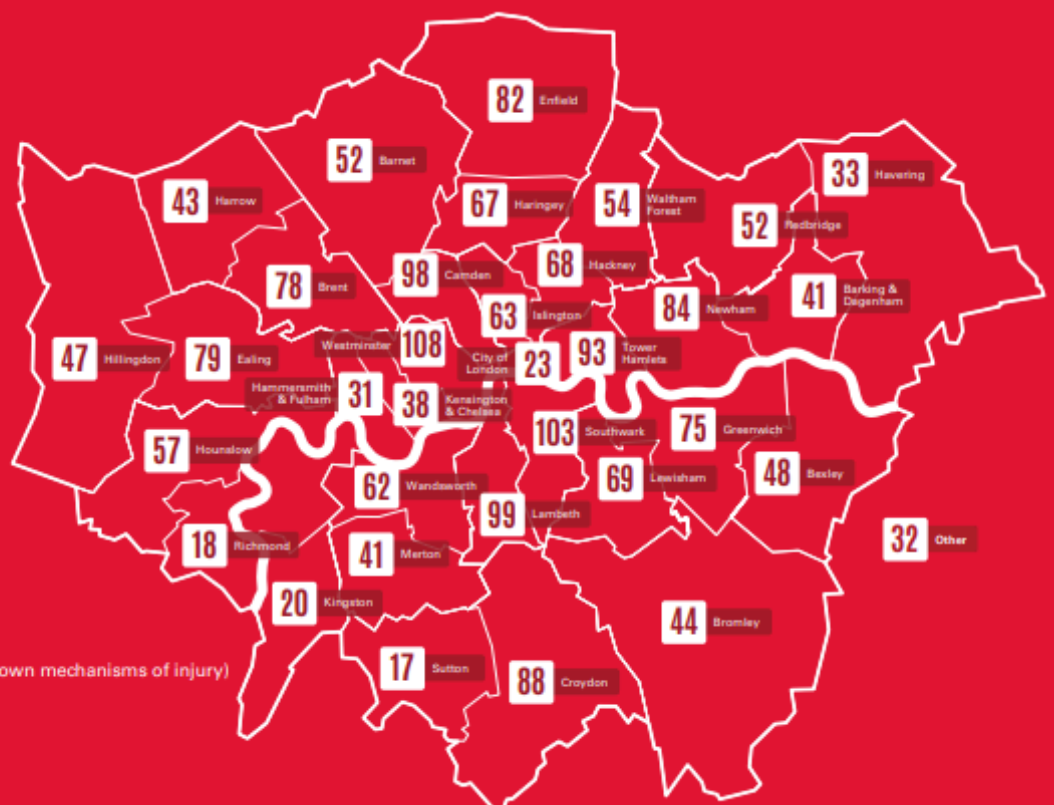 82 Enfield
52 Barnet
33 Havering
43 Harrow
67 Haringey
54 Waltham
Forest
52 Redbridge
98 Camden
68 Hackney
78 Brent
63 Islington
84 Newham
41 Barking &
Dagenham
47 Hillingdon
79 Ealing
Westminster 108
City of
London 23
93 Tower
Hamlets
Hammersmith
& Fulham 31
38 Kensington
& Chelsea
57 Hounslow
103 Southwark
75 Greenwich
62 Wandsworth
69 Lewisham
48 Bexley
99 Lambeth
18 Richmond
41 Merton
32 Other
20 Kingston
44 Bromley
own mechanisms of injury)
17 Sutton
88 Croydon